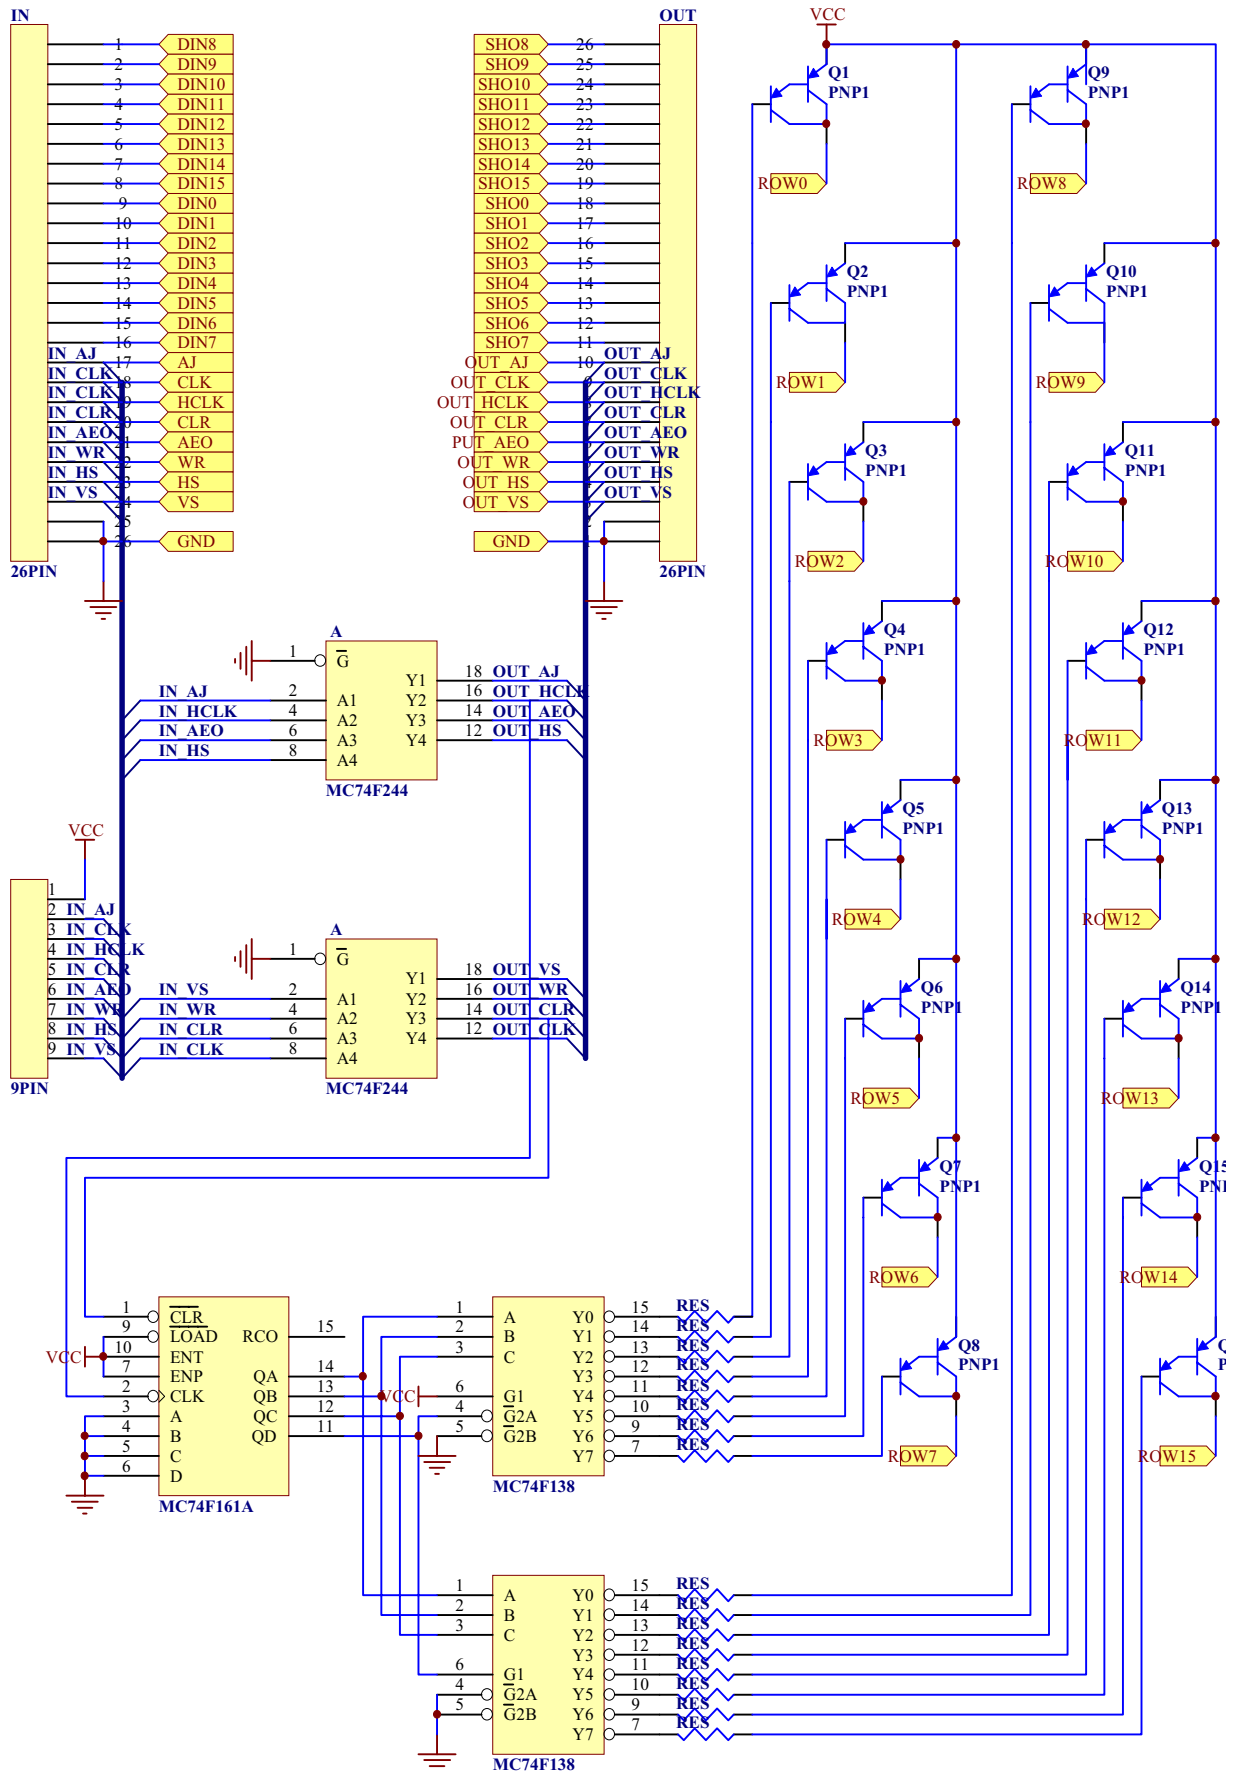 IN
1 DIN8
2 DIN9
3 DIN10
4 DIN11
5 DIN12
6 DIN13
7 DIN14
8 DIN15
9 DIN0
10 DIN1
11 DIN2
12 DIN3
13 DIN4
14 DIN5
15 DIN6
16 DIN7
IN_AJ 17 AJ
IN_CLK 18 CLK
IN_CLK 19 HCLK
IN_CLR 20 CLR
IN_AEO 21 AEO
IN_WR 22 WR
IN_HS 23 HS
IN_VS 24 VS
25
26 GND
26PIN
OUT
SHO8 26
SHO9 25
SHO10 24
SHO11 23
SHO12 22
SHO13 21
SHO14 20
SHO15 19
SHO0 18
SHO1 17
SHO2 16
SHO3 15
SHO4 14
SHO5 13
SHO6 12
SHO7 11
OUT_AJ 10 OUT_AJ
OUT_CLK OUT_CLK
OUT_HCLK OUT_HCLK
OUT_CLR OUT_CLR
PUT_AEO OUT_AEO
OUT_WR OUT_WR
OUT_HS OUT_HS
OUT_VS OUT_VS
GND
26PIN
A
1 G
Y1 18 OUT_AJ
IN_AJ 2 A1 Y2 16 OUT_HCLK
IN_HCLK 4 A2 Y3 14 OUT_AEO
IN_AEO 6 A3 Y4 12 OUT_HS
IN_HS 8 A4
MC74F244
VCC
1
2 IN_AJ
3 IN_CLK
4 IN_HCLK
5 IN_CLR
6 IN_AEO
7 IN_WR
8 IN_HS
9 IN_VS
9PIN
A
1 G
Y1 18 OUT_VS
IN_VS 2 A1 Y2 16 OUT_WR
IN_WR 4 A2 Y3 14 OUT_CLR
IN_CLR 6 A3 Y4 12 OUT_CLK
IN_CLK 8 A4
MC74F244
1 CLR
9 LOAD RCO 15
VCC 10 ENT
7 ENP QA 14
2 CLK QB 13
3 A QC 12
4 B QD 11
5 C
6 D
MC74F161A
1 A Y0 15 RES
2 B Y1 14 RES
3 C Y2 13 RES
Y3 12 RES
VCC 6 G1 Y4 11 RES
4 G2A Y5 10 RES
5 G2B Y6 9 RES
Y7 7 RES
MC74F138
1 A Y0 15 RES
2 B Y1 14 RES
3 C Y2 13 RES
Y3 12 RES
6 G1 Y4 11 RES
4 G2A Y5 10 RES
5 G2B Y6 9 RES
Y7 7 RES
MC74F138
VCC
Q1
PNP1
ROW0
Q2
PNP1
ROW1
Q3
PNP1
ROW2
Q4
PNP1
ROW3
Q5
PNP1
ROW4
Q6
PNP1
ROW5
Q7
PNP1
ROW6
Q8
PNP1
ROW7
Q9
PNP1
ROW8
Q10
PNP1
ROW9
Q11
PNP1
ROW10
Q12
PNP1
ROW11
Q13
PNP1
ROW12
Q14
PNP1
ROW13
Q15
ROW14
ROW15